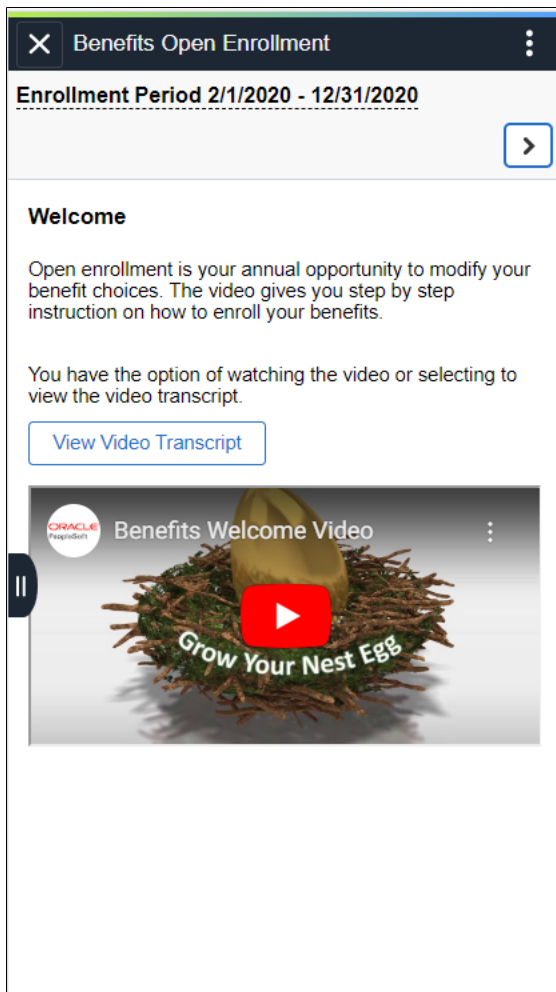 Benefits Open Enrollment
Enrollment Period 2/1/2020 - 12/31/2020
Welcome
Open enrollment is your annual opportunity to modify your
benefit choices. The video gives you step by step
instruction on how to enroll your benefits.
You have the option of watching the video or selecting to
view the video transcript.
View Video Transcript
ORACLE
PeopleSoft
Benefits Welcome Video
Grow Your Nest Egg